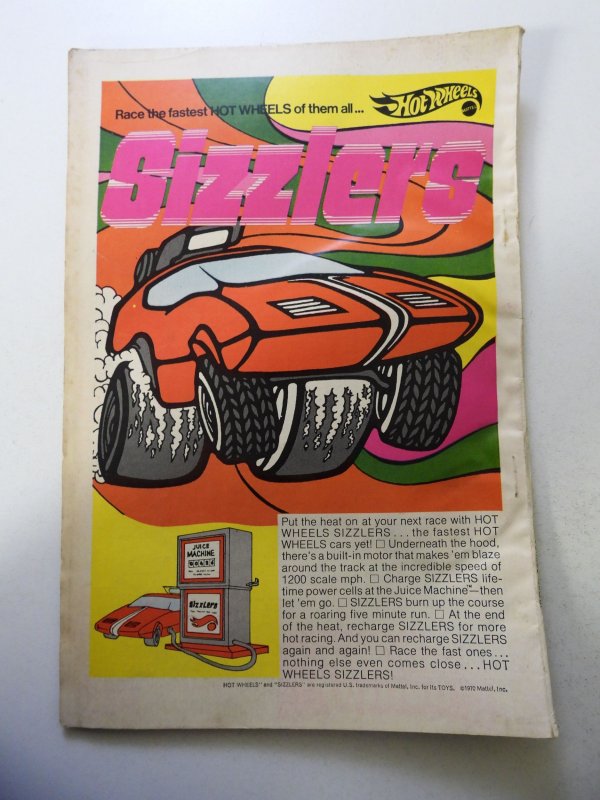 Race the fastest HOT WHEELS of them all...
Hot Wheels
MATTEL
Sizzlers
JUICE
MACHINE
Sizzlers
Put the heat on at your next race with HOT
WHEELS SIZZLERS...the fastest HOT
WHEELS cars yet! □ Underneath the hood,
there's a built-in motor that makes 'em blaze
around the track at the incredible speed of
1200 scale mph. □ Charge SIZZLERS life-
time power cells at the Juice Machine™—then
let 'em go. □ SIZZLERS burn up the course
for a roaring five minute run. □ At the end
of the heat, recharge SIZZLERS for more
hot racing. And you can recharge SIZZLERS
again and again! □ Race the fast ones...
nothing else even comes close...HOT
WHEELS SIZZLERS!
HOT WHEELS" and "SIZZLERS" are registered U.S. trademarks of Mattel, Inc. for its TOYS. ©1970 Mattel, Inc.